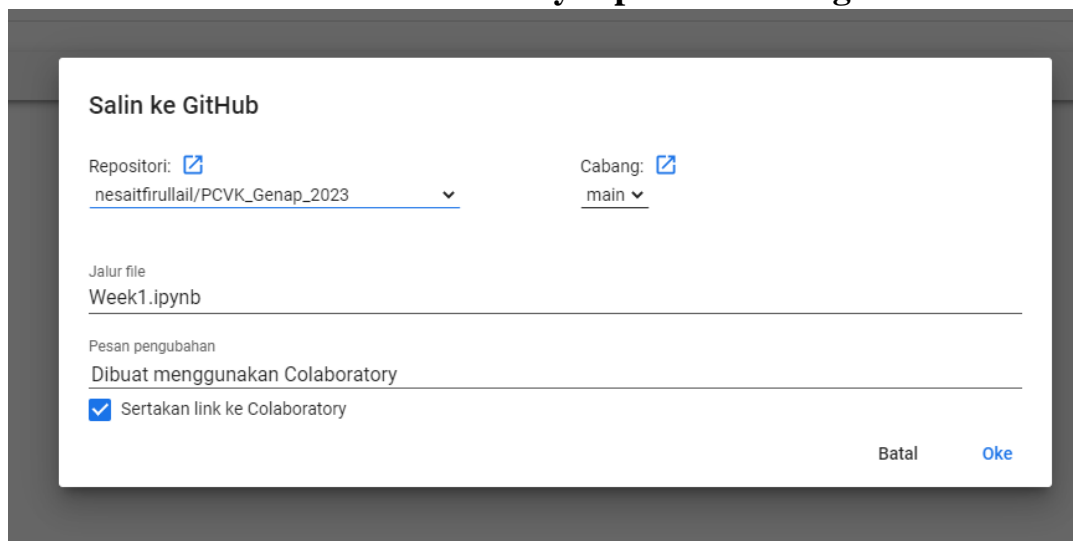 Salin ke GitHub
Repositori:
Cabang:
nesaitfirullail/PCVK_Genap_2023
main
Jalur file
Week1.ipynb
Pesan pengubahan
Dibuat menggunakan Colaboratory
Sertakan link ke Colaboratory
Batal
Oke